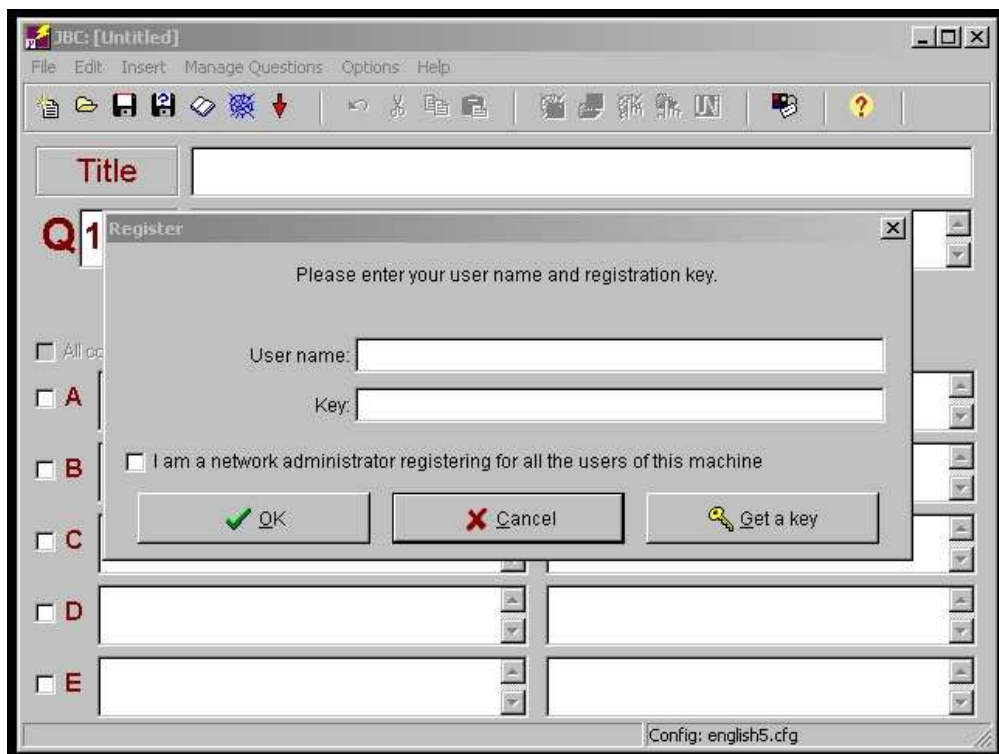 JBC: [Untitled]
File Edit Insert Manage Questions Options Help
Title
Q 1
Register
Please enter your user name and registration key.
User name:
Key:
I am a network administrator registering for all the users of this machine
OK Cancel Get a key
All
A
B
C
D
E
Config: english5.cfg